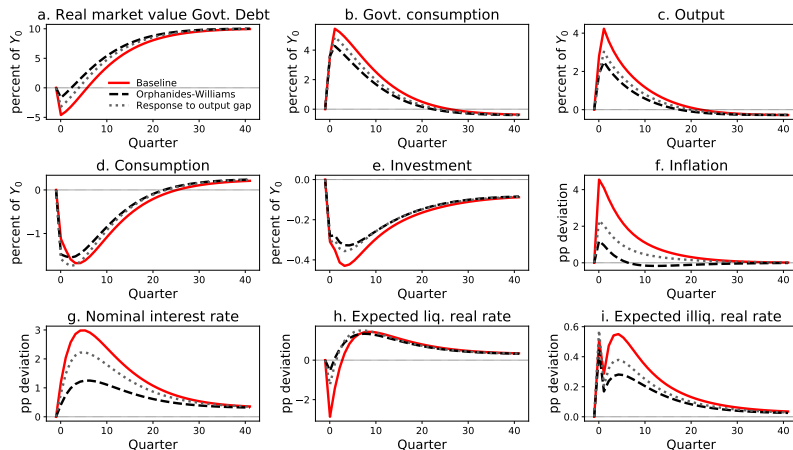 a. Real market value Govt. Debt
percent of Y0
10
5
0
−5
Baseline
Orphanides-Williams
Response to output gap
0 10 20 30 40
Quarter
b. Govt. consumption
percent of Y0
4
2
0
0 10 20 30 40
Quarter
c. Output
percent of Y0
4
2
0
0 10 20 30 40
Quarter
d. Consumption
percent of Y0
0
−1
0 10 20 30 40
Quarter
e. Investment
percent of Y0
0.0
−0.2
−0.4
0 10 20 30 40
Quarter
f. Inflation
pp deviation
4
2
0
0 10 20 30 40
Quarter
g. Nominal interest rate
pp deviation
3
2
1
0
0 10 20 30 40
Quarter
h. Expected liq. real rate
pp deviation
0
−2
0 10 20 30 40
Quarter
i. Expected illiq. real rate
pp deviation
0.6
0.4
0.2
0.0
0 10 20 30 40
Quarter